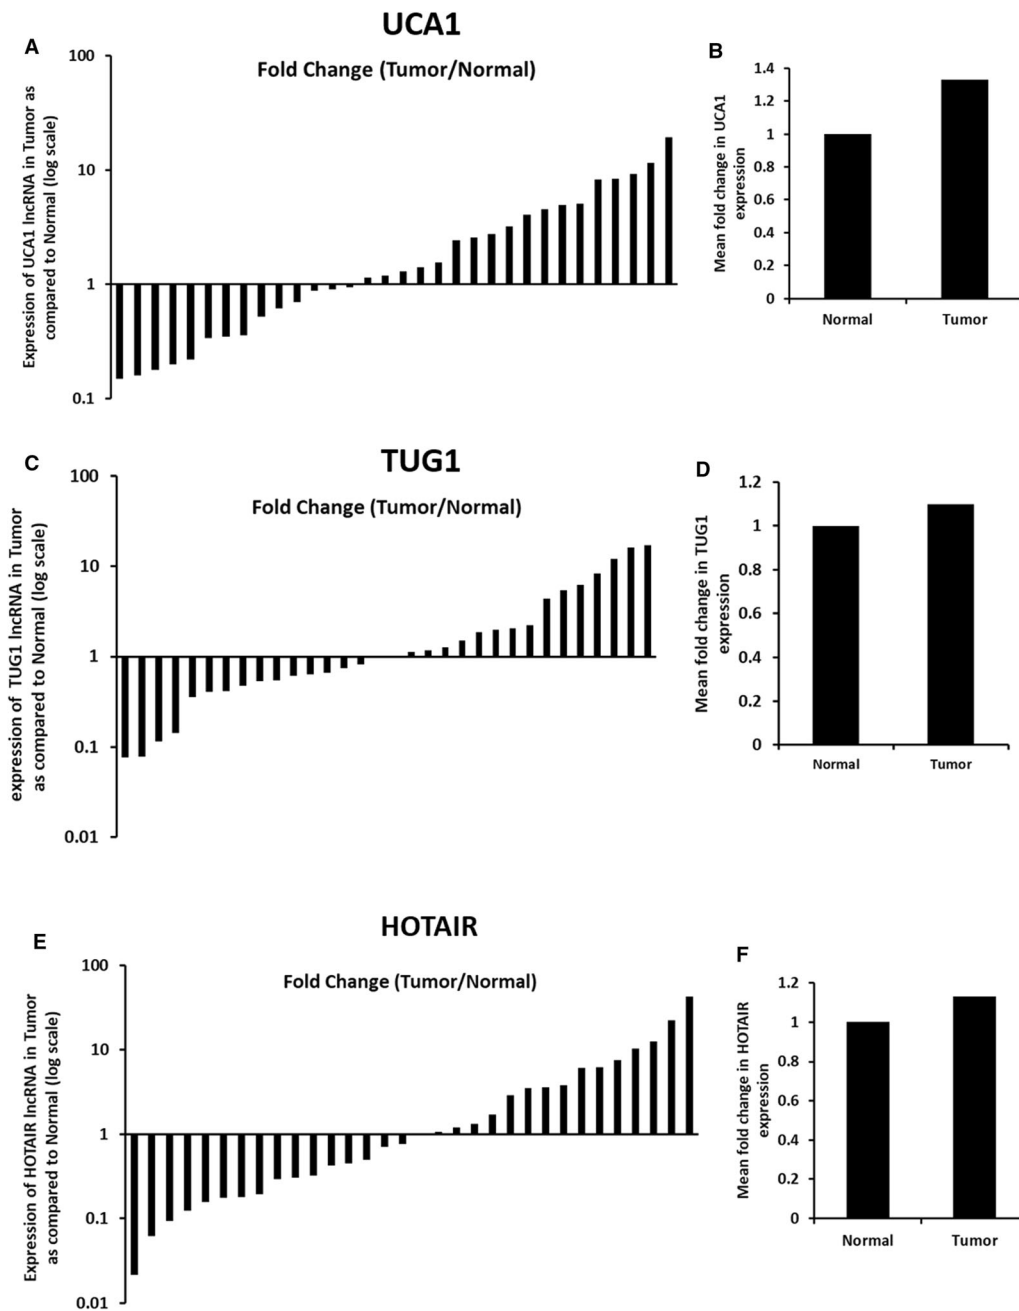 UCA1
A
Fold Change (Tumor/Normal)
Expression of UCA1 lncRNA in Tumor as
compared to Normal (log scale)
100
10
1
0.1
B
Mean fold change in UCA1
expression
1.4
1.2
1
0.8
0.6
0.4
0.2
0
Normal
Tumor
TUG1
C
Fold Change (Tumor/Normal)
expression of TUG1 lncRNA in Tumor
as compared to Normal (log scale)
100
10
1
0.1
0.01
D
Mean fold change in TUG1
expression
1.2
1
0.8
0.6
0.4
0.2
0
Normal
Tumor
HOTAIR
E
Fold Change (Tumor/Normal)
Expression of HOTAIR lncRNA in Tumor
as compared to Normal (log scale)
100
10
1
0.1
0.01
F
Mean fold change in HOTAIR
expression
1.2
1
0.8
0.6
0.4
0.2
0
Normal
Tumor